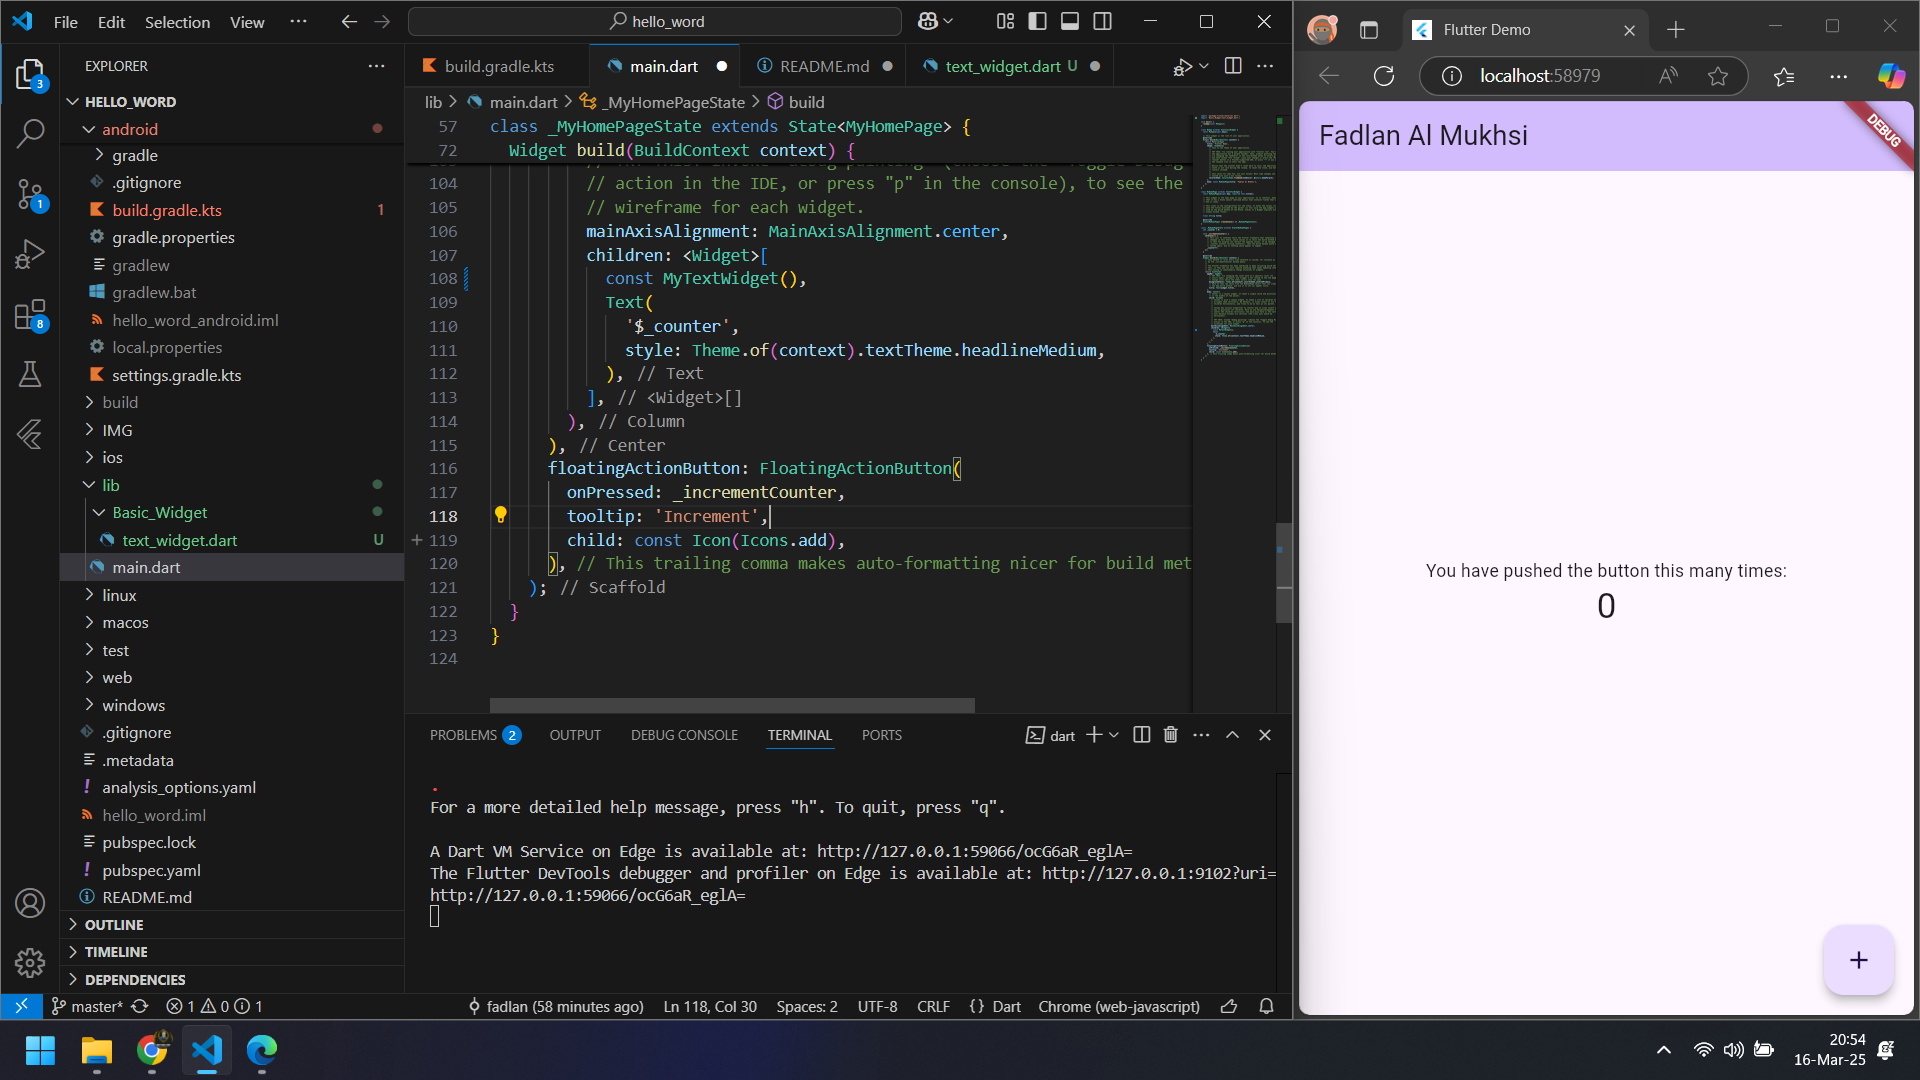 File Edit Selection View ··· hello_word
EXPLORER
HELLO_WORD
android
gradle
.gitignore
build.gradle.kts 1
gradle.properties
gradlew
gradlew.bat
hello_word_android.iml
local.properties
settings.gradle.kts
build
IMG
ios
lib
Basic_Widget
text_widget.dart U
main.dart
linux
macos
test
web
windows
.gitignore
.metadata
analysis_options.yaml
hello_word.iml
pubspec.lock
pubspec.yaml
README.md
OUTLINE
TIMELINE
DEPENDENCIES
3
1
8
build.gradle.kts main.dart README.md text_widget.dart U
lib > main.dart > _MyHomePageState > build
57 class _MyHomePageState extends State<MyHomePage> {
72 Widget build(BuildContext context) {
104 // action in the IDE, or press "p" in the console), to see the
105 // wireframe for each widget.
106 mainAxisAlignment: MainAxisAlignment.center,
107 children: <Widget>[
108 const MyTextWidget(),
109 Text(
110 '$_counter',
111 style: Theme.of(context).textTheme.headlineMedium,
112 ), // Text
113 ], // <Widget>[]
114 ), // Column
115 ), // Center
116 floatingActionButton: FloatingActionButton(
117 onPressed: _incrementCounter,
118 tooltip: 'Increment',
119 child: const Icon(Icons.add),
120 ), // This trailing comma makes auto-formatting nicer for build met
121 ); // Scaffold
122 }
123 }
124
PROBLEMS 2 OUTPUT DEBUG CONSOLE TERMINAL PORTS dart
.
For a more detailed help message, press "h". To quit, press "q".
A Dart VM Service on Edge is available at: http://127.0.0.1:59066/ocG6aR_eglA=
The Flutter DevTools debugger and profiler on Edge is available at: http://127.0.0.1:9102?uri=
http://127.0.0.1:59066/ocG6aR_eglA=
master* 1 0 1 fadlan (58 minutes ago) Ln 118, Col 30 Spaces: 2 UTF-8 CRLF {} Dart Chrome (web-javascript)
Flutter Demo
localhost:58979
Fadlan Al Mukhsi
DEBUG
You have pushed the button this many times:
0
+
20:54
16-Mar-25